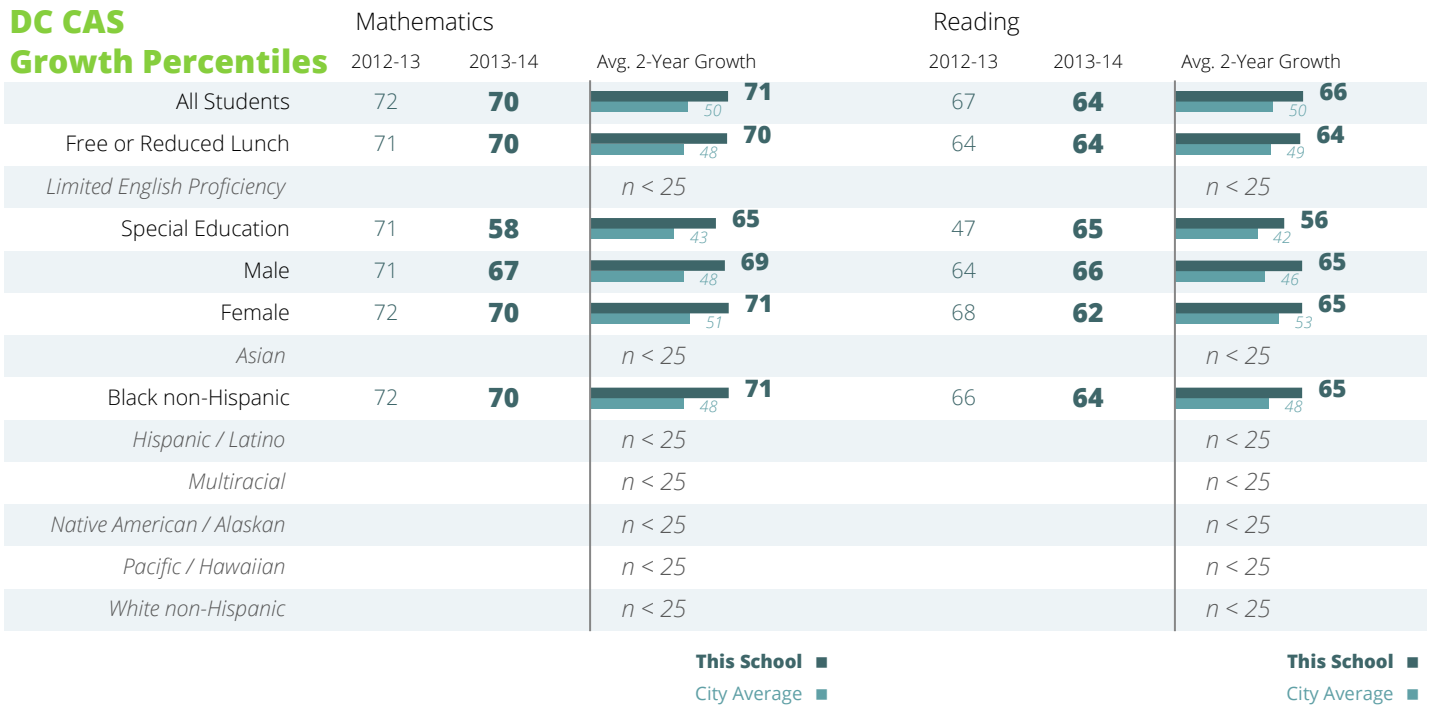 DC CAS Mathematics Reading
Growth Percentiles 2012-13 2013-14 Avg. 2-Year Growth 2012-13 2013-14 Avg. 2-Year Growth
All Students 72 70 71 50 67 64 66 50
Free or Reduced Lunch 71 70 70 48 64 64 64 49
Limited English Proficiency n < 25 n < 25
Special Education 71 58 65 43 47 65 56 42
Male 71 67 69 48 64 66 65 46
Female 72 70 71 51 68 62 65 53
Asian n < 25 n < 25
Black non-Hispanic 72 70 71 48 66 64 65 48
Hispanic / Latino n < 25 n < 25
Multiracial n < 25 n < 25
Native American / Alaskan n < 25 n < 25
Pacific / Hawaiian n < 25 n < 25
White non-Hispanic n < 25 n < 25
This School This School
City Average City Average